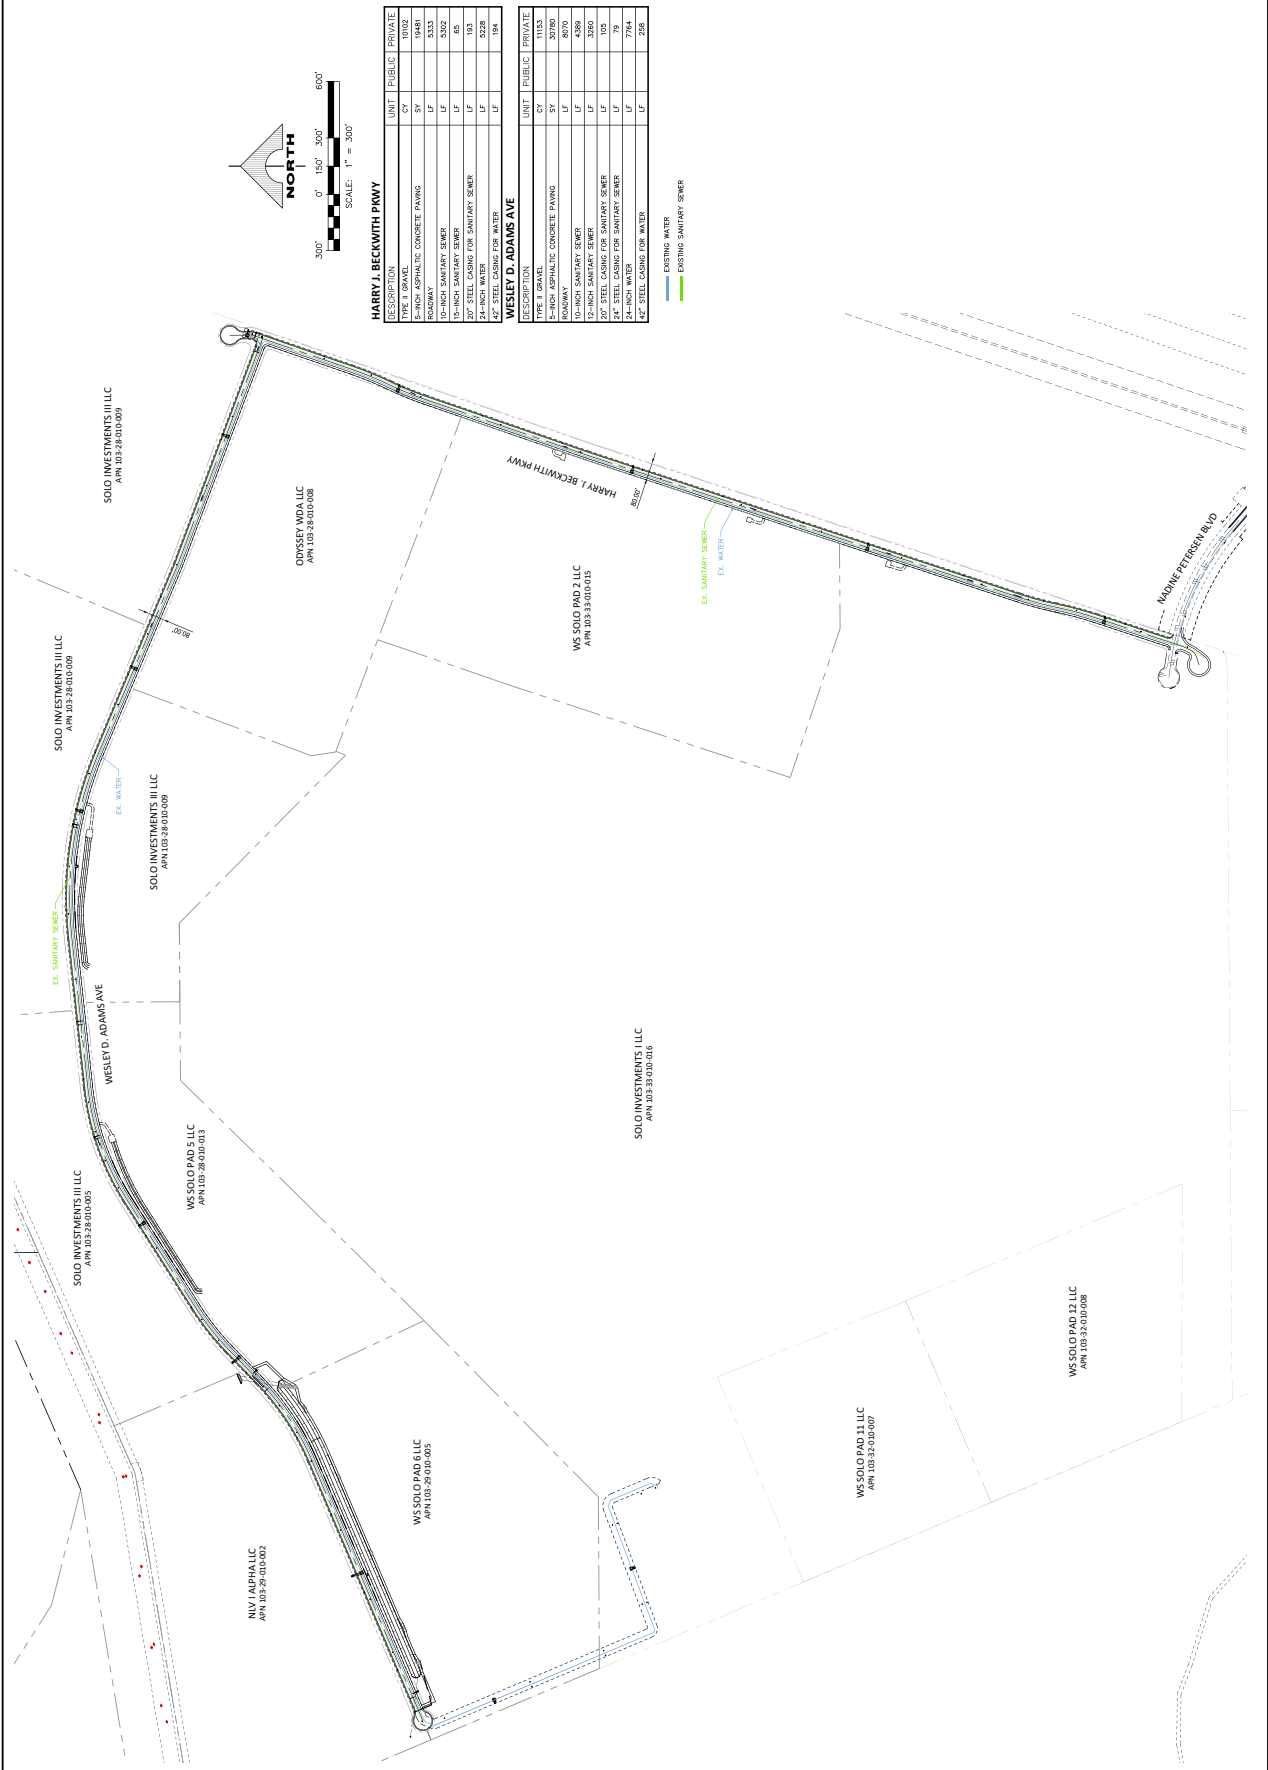 NORTH
300' 0' 150' 300' 600'
SCALE: 1" = 300'
HARRY J. BECKWITH PKWY
DESCRIPTION UNIT PUBLIC PRIVATE
TYPE II GRAVEL CY 10102
5-INCH ASPHALTIC CONCRETE PAVING SY 19481
ROADWAY LF 5333
10-INCH SANITARY SEWER LF 5302
15-INCH SANITARY SEWER LF 65
20" STEEL CASING FOR SANITARY SEWER LF 193
24-INCH WATER LF 5228
42" STEEL CASING FOR WATER LF 194
WESLEY D. ADAMS AVE
DESCRIPTION UNIT PUBLIC PRIVATE
TYPE II GRAVEL CY 11153
5-INCH ASPHALTIC CONCRETE PAVING SY 30780
ROADWAY LF 8070
10-INCH SANITARY SEWER LF 4389
12-INCH SANITARY SEWER LF 3260
20" STEEL CASING FOR SANITARY SEWER LF 105
24" STEEL CASING FOR SANITARY SEWER LF 79
24-INCH WATER LF 7764
42" STEEL CASING FOR WATER LF 258
EXISTING WATER
EXISTING SANITARY SEWER
SOLO INVESTMENTS III LLC
APN 103-28-010-009
ODYSSEY WDA LLC
APN 103-28-010-008
HARRY J. BECKWITH PKWY
80.00'
EX. SANITARY SEWER
EX. WATER
WS SOLO PAD 2 LLC
APN 103-33-010-015
NADINE PETERSEN BLVD
80.00'
SOLO INVESTMENTS III LLC
APN 103-28-010-009
EX. WATER
SOLO INVESTMENTS III LLC
APN 103-28-010-009
EX. SANITARY SEWER
WESLEY D. ADAMS AVE
SOLO INVESTMENTS III LLC
APN 103-28-010-005
WS SOLO PAD 5 LLC
APN 103-28-010-013
SOLO INVESTMENTS I LLC
APN 103-33-010-016
WS SOLO PAD 12 LLC
APN 103-32-010-008
WS SOLO PAD 11 LLC
APN 103-32-010-007
WS SOLO PAD 6 LLC
APN 103-29-010-005
NLV I ALPHA LLC
APN 103-29-010-002